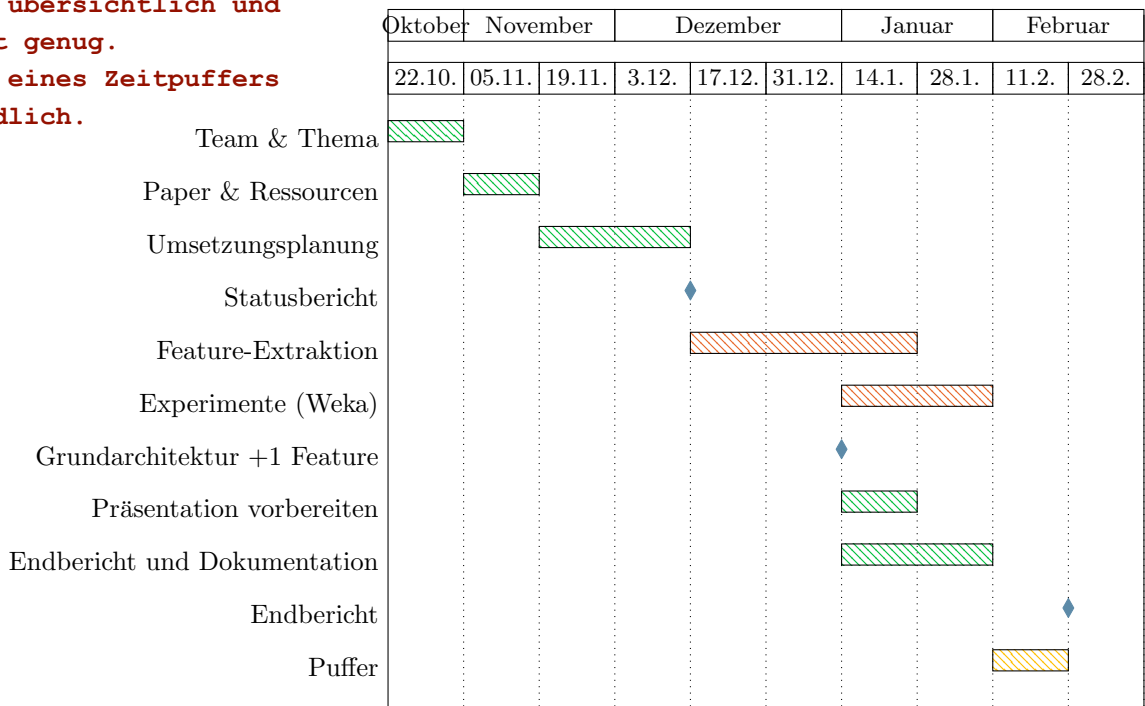 übersichtlich und
genug.
eines Zeitpuffers
Oktober November Dezember Januar Februar
22.10. 05.11. 19.11. 3.12. 17.12. 31.12. 14.1. 28.1. 11.2. 28.2.
Team & Thema
Paper & Ressourcen
Umsetzungsplanung
Statusbericht
Feature-Extraktion
Experimente (Weka)
Grundarchitektur +1 Feature
Präsentation vorbereiten
Endbericht und Dokumentation
Endbericht
Puffer